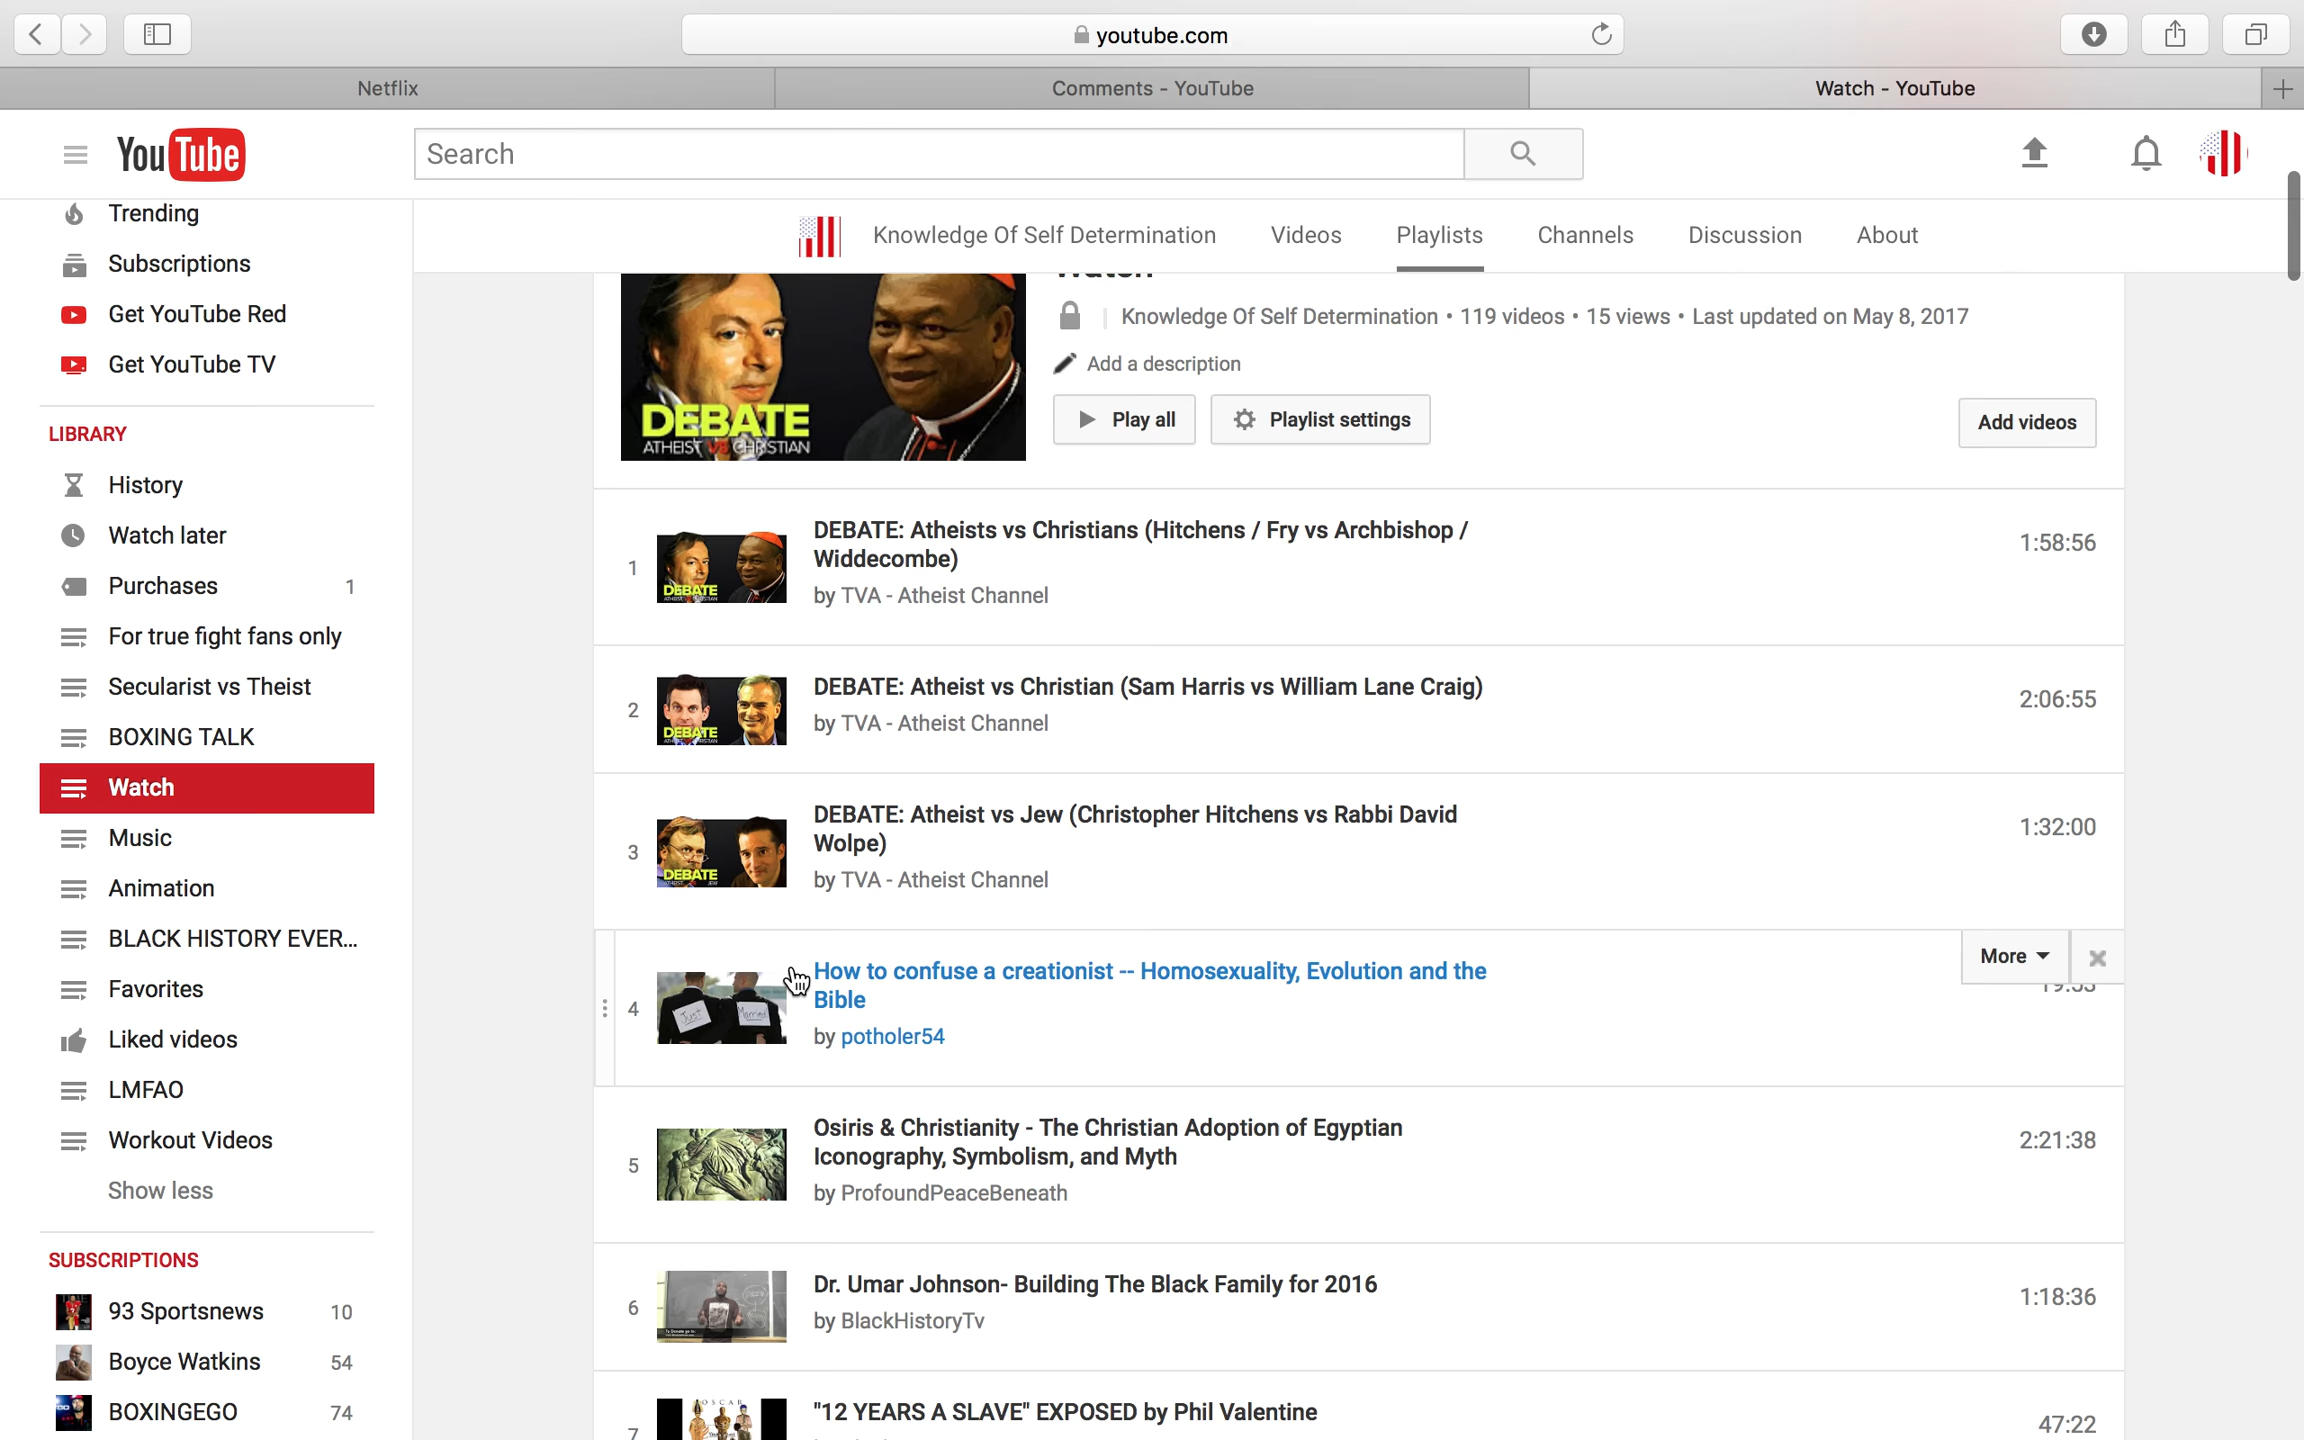 youtube.com
Netflix
Comments - YouTube
Watch - YouTube
YouTube
Search
Trending
Subscriptions
Get YouTube Red
Get YouTube TV
LIBRARY
History
Watch later
Purchases 1
For true fight fans only
Secularist vs Theist
BOXING TALK
Watch
Music
Animation
BLACK HISTORY EVER...
Favorites
Liked videos
LMFAO
Workout Videos
Show less
SUBSCRIPTIONS
93 Sportsnews 10
Boyce Watkins 54
BOXINGEGO 74
Knowledge Of Self Determination Videos Playlists Channels Discussion About
Watch
DEBATE
ATHEIST VS CHRISTIAN
Knowledge Of Self Determination • 119 videos • 15 views • Last updated on May 8, 2017
Add a description
Play all
Playlist settings
Add videos
1
DEBATE
DEBATE: Atheists vs Christians (Hitchens / Fry vs Archbishop /
Widdecombe)
by TVA - Atheist Channel
1:58:56
2
DEBATE
DEBATE: Atheist vs Christian (Sam Harris vs William Lane Craig)
by TVA - Atheist Channel
2:06:55
3
DEBATE
DEBATE: Atheist vs Jew (Christopher Hitchens vs Rabbi David
Wolpe)
by TVA - Atheist Channel
1:32:00
4
Just
Married
How to confuse a creationist -- Homosexuality, Evolution and the
Bible
by potholer54
More
5
Osiris & Christianity - The Christian Adoption of Egyptian
Iconography, Symbolism, and Myth
by ProfoundPeaceBeneath
2:21:38
6
Dr. Umar Johnson- Building The Black Family for 2016
by BlackHistoryTv
1:18:36
7
OSCAR
"12 YEARS A SLAVE" EXPOSED by Phil Valentine
47:22